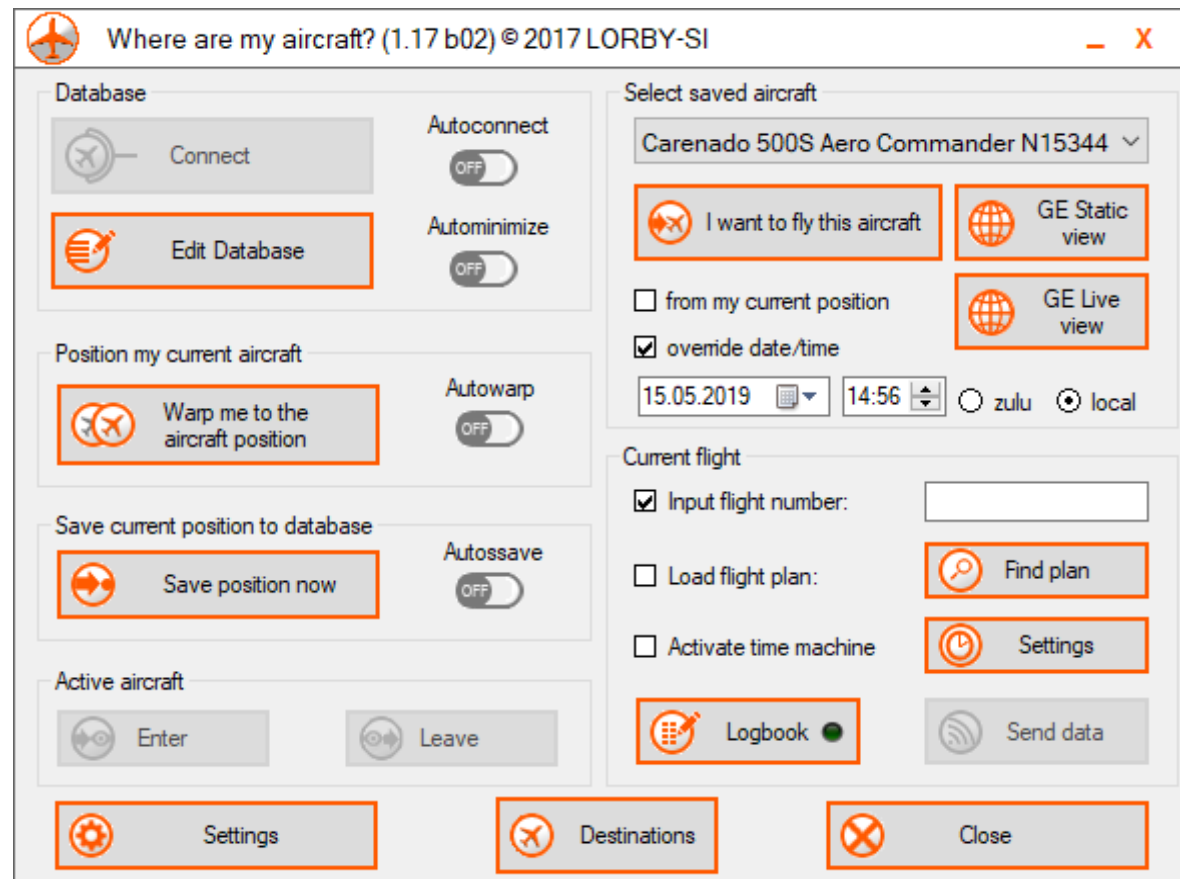 Where are my aircraft? (1.17 b02) © 2017 LORBY-SI
Database
Connect
Autoconnect
OFF
Edit Database
Autominimize
OFF
Position my current aircraft
Warp me to the
aircraft position
Autowarp
OFF
Save current position to database
Save position now
Autossave
OFF
Active aircraft
Enter
Leave
Select saved aircraft
Carenado 500S Aero Commander N15344
I want to fly this aircraft
GE Static
view
from my current position
GE Live
view
override date/time
15.05.2019
14:56
zulu
local
Current flight
Input flight number:
Load flight plan:
Find plan
Activate time machine
Settings
Logbook
Send data
Settings
Destinations
Close